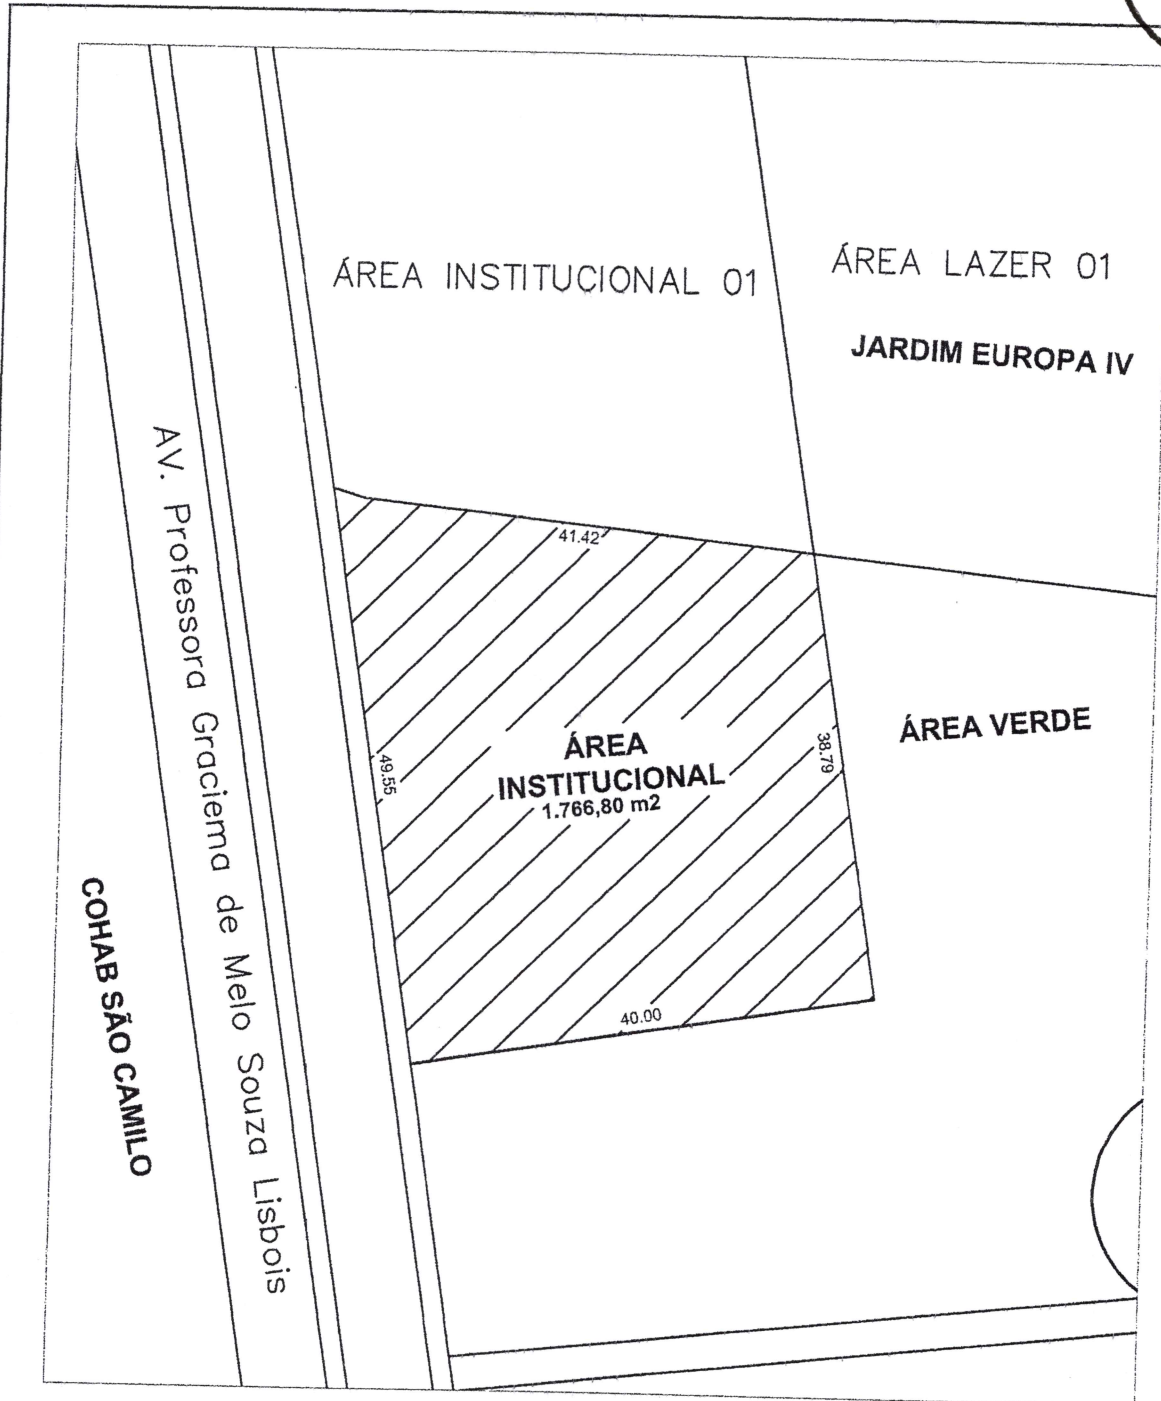 ÁREA INSTITUCIONAL 01
ÁREA LAZER 01
JARDIM EUROPA IV
AV. Professora Graciema de Melo Souza Lisbois
41.42
49.55
ÁREA
INSTITUCIONAL
1.766,80 m2
38.79
ÁREA VERDE
40.00
COHAB SÃO CAMILO